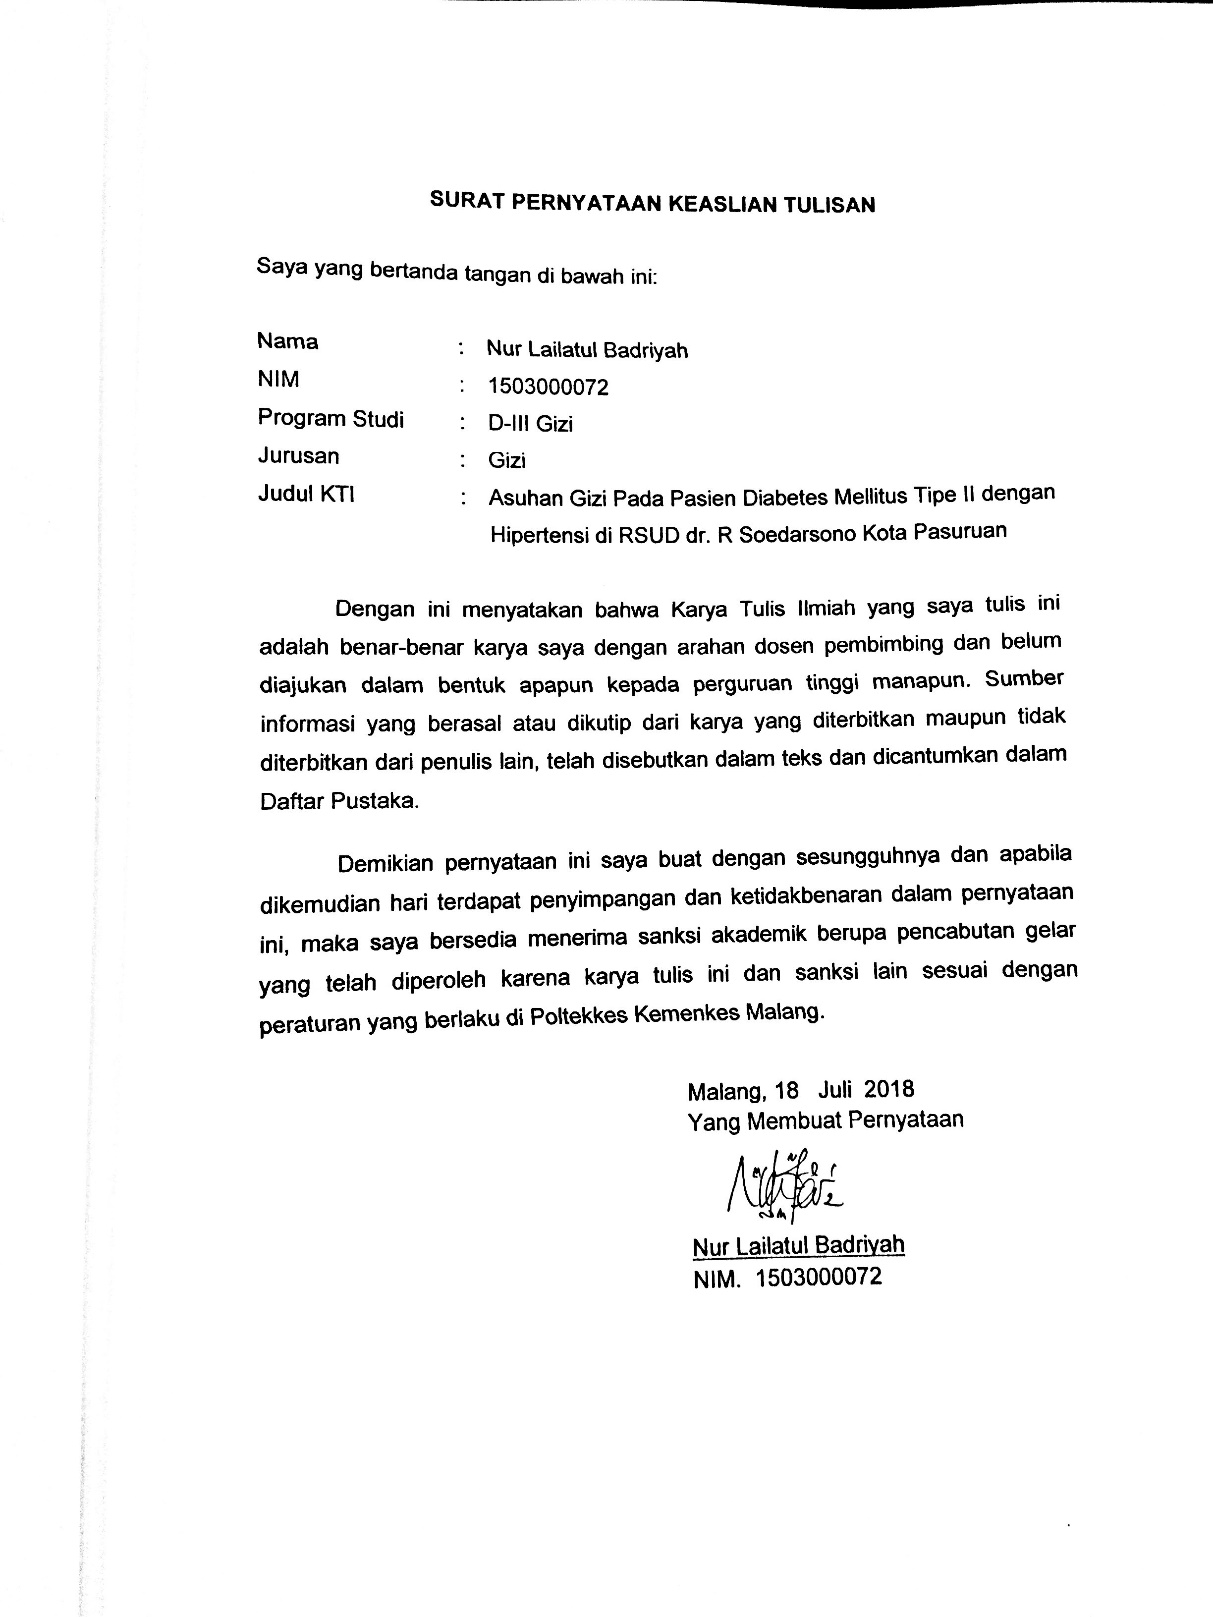 SURAT PERNYATAAN KEASLIAN TULISAN
Saya yang bertanda tangan di bawah ini:
Nama : Nur Lailatul Badriyah
NIM : 1503000072
Program Studi : D-III Gizi
Jurusan : Gizi
Judul KTI : Asuhan Gizi Pada Pasien Diabetes Mellitus Tipe II dengan
Hipertensi di RSUD dr. R Soedarsono Kota Pasuruan
Dengan ini menyatakan bahwa Karya Tulis Ilmiah yang saya tulis ini
adalah benar-benar karya saya dengan arahan dosen pembimbing dan belum
diajukan dalam bentuk apapun kepada perguruan tinggi manapun. Sumber
informasi yang berasal atau dikutip dari karya yang diterbitkan maupun tidak
diterbitkan dari penulis lain, telah disebutkan dalam teks dan dicantumkan dalam
Daftar Pustaka.
Demikian pernyataan ini saya buat dengan sesungguhnya dan apabila
dikemudian hari terdapat penyimpangan dan ketidakbenaran dalam pernyataan
ini, maka saya bersedia menerima sanksi akademik berupa pencabutan gelar
yang telah diperoleh karena karya tulis ini dan sanksi lain sesuai dengan
peraturan yang berlaku di Poltekkes Kemenkes Malang.
Malang, 18 Juli 2018
Yang Membuat Pernyataan
Nur Lailatul Badriyah
NIM. 1503000072